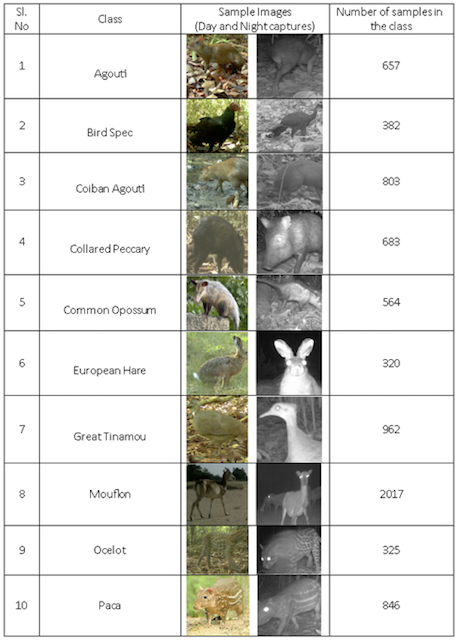 Sl. No Class Sample Images (Day and Night captures) Number of samples in the class
1 Agouti 657
2 Bird Spec 382
3 Coiban Agouti 803
4 Collared Peccary 683
5 Common Opossum 564
6 European Hare 320
7 Great Tinamou 962
8 Mouflon 2017
9 Ocelot 325
10 Paca 846